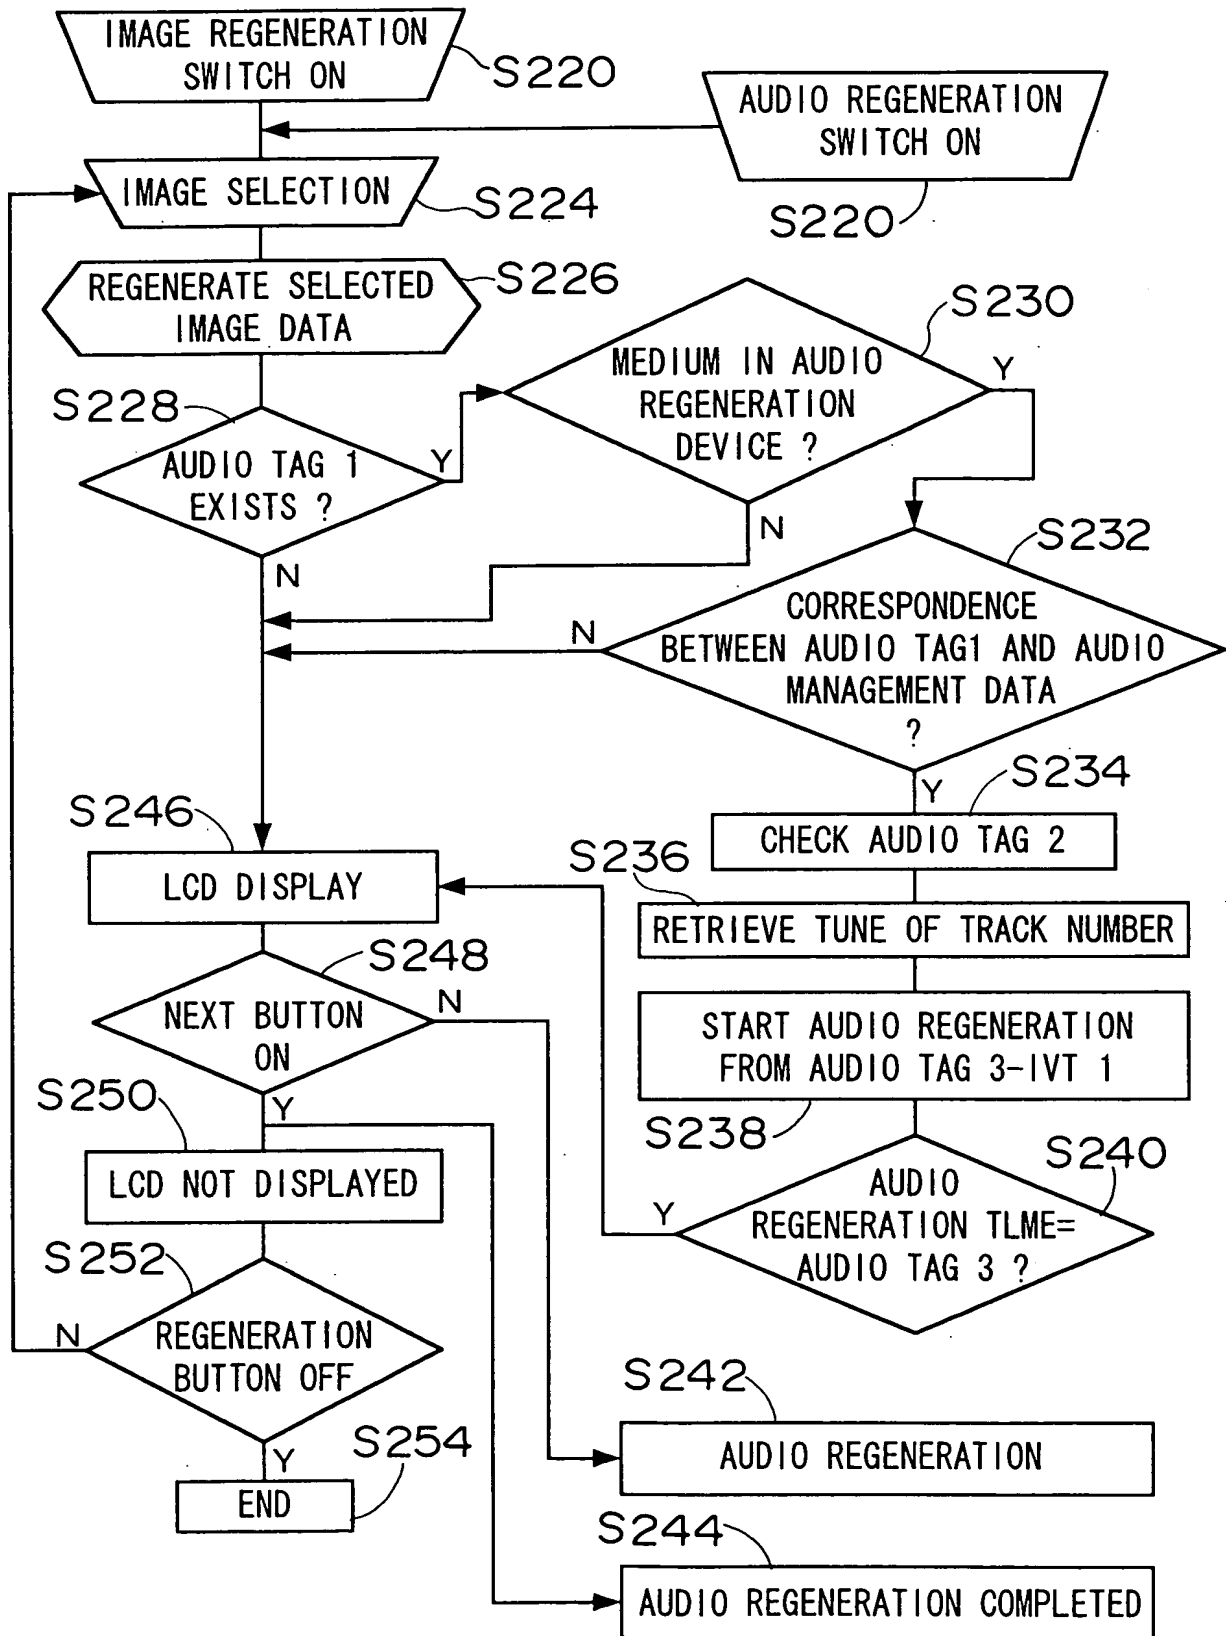 IMAGE REGENERATION
SWITCH ON
S220
AUDIO REGENERATION
SWITCH ON
S220
IMAGE SELECTION
S224
REGENERATE SELECTED
IMAGE DATA
S226
S228
AUDIO TAG 1
EXISTS ?
Y
N
S230
MEDIUM IN AUDIO
REGENERATION
DEVICE ?
Y
N
S232
CORRESPONDENCE
BETWEEN AUDIO TAG1 AND AUDIO
MANAGEMENT DATA
?
N
Y
S234
CHECK AUDIO TAG 2
S236
RETRIEVE TUNE OF TRACK NUMBER
START AUDIO REGENERATION
FROM AUDIO TAG 3-IVT 1
S238
S240
AUDIO
REGENERATION TLME=
AUDIO TAG 3 ?
Y
S246
LCD DISPLAY
S248
NEXT BUTTON
ON
N
Y
S250
LCD NOT DISPLAYED
S252
REGENERATION
BUTTON OFF
N
Y
S254
END
S242
AUDIO REGENERATION
S244
AUDIO REGENERATION COMPLETED